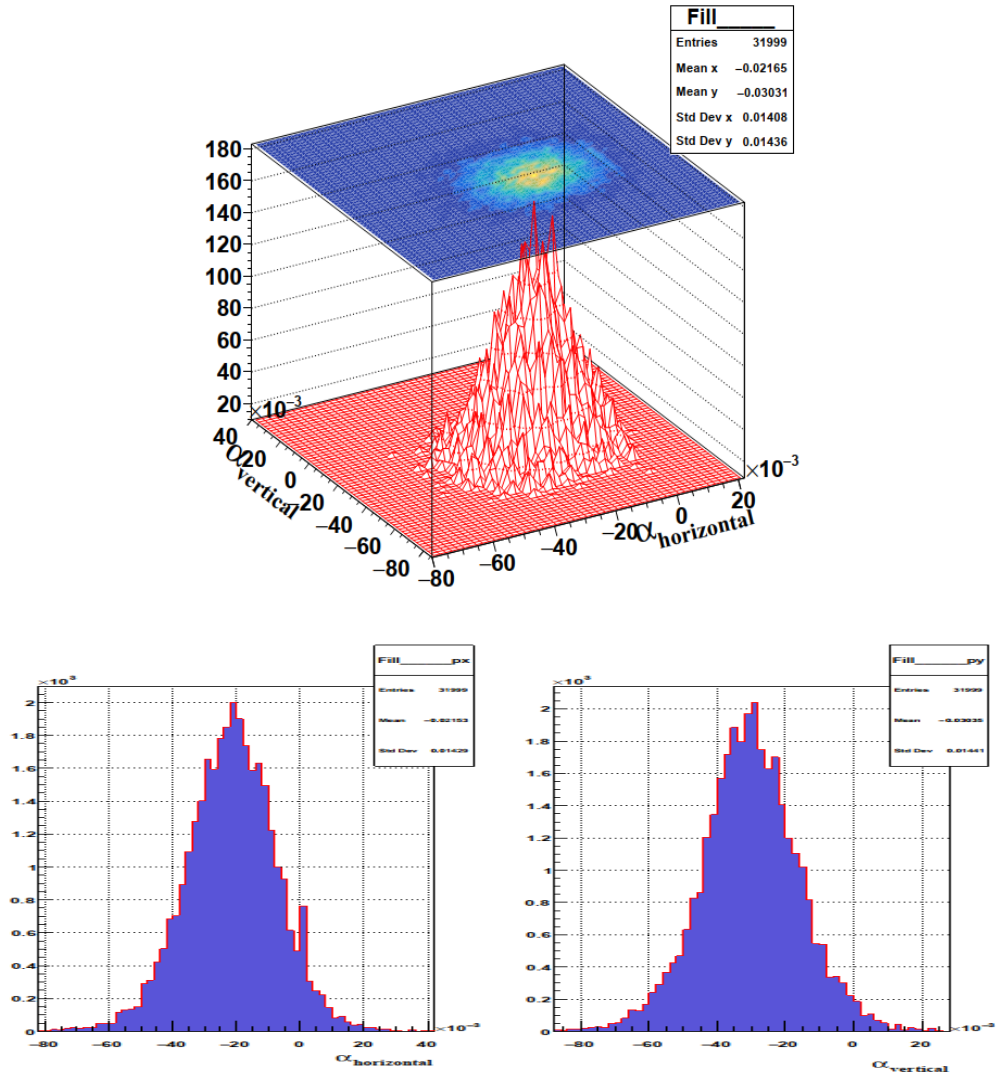 Fill_____
Entries 31999
Mean x −0.02165
Mean y −0.03031
Std Dev x 0.01408
Std Dev y 0.01436
180
160
140
120
100
80
60
40
20
×10⁻³
40
20
0
−20
−40
−60
−80
α vertical
−80
−60
−40
−20
0
20
×10⁻³
α horizontal
Fill______px
Entries 31999
Mean −0.02153
Std Dev 0.01429
×10³
2
1.8
1.6
1.4
1.2
1
0.8
0.6
0.4
0.2
0
−80 −60 −40 −20 0 20 40
×10⁻³
α horizontal
Fill______py
Entries 31999
Mean −0.03035
Std Dev 0.01441
×10³
2
1.8
1.6
1.4
1.2
1
0.8
0.6
0.4
0.2
0
−80 −60 −40 −20 0 20
×10⁻³
α vertical